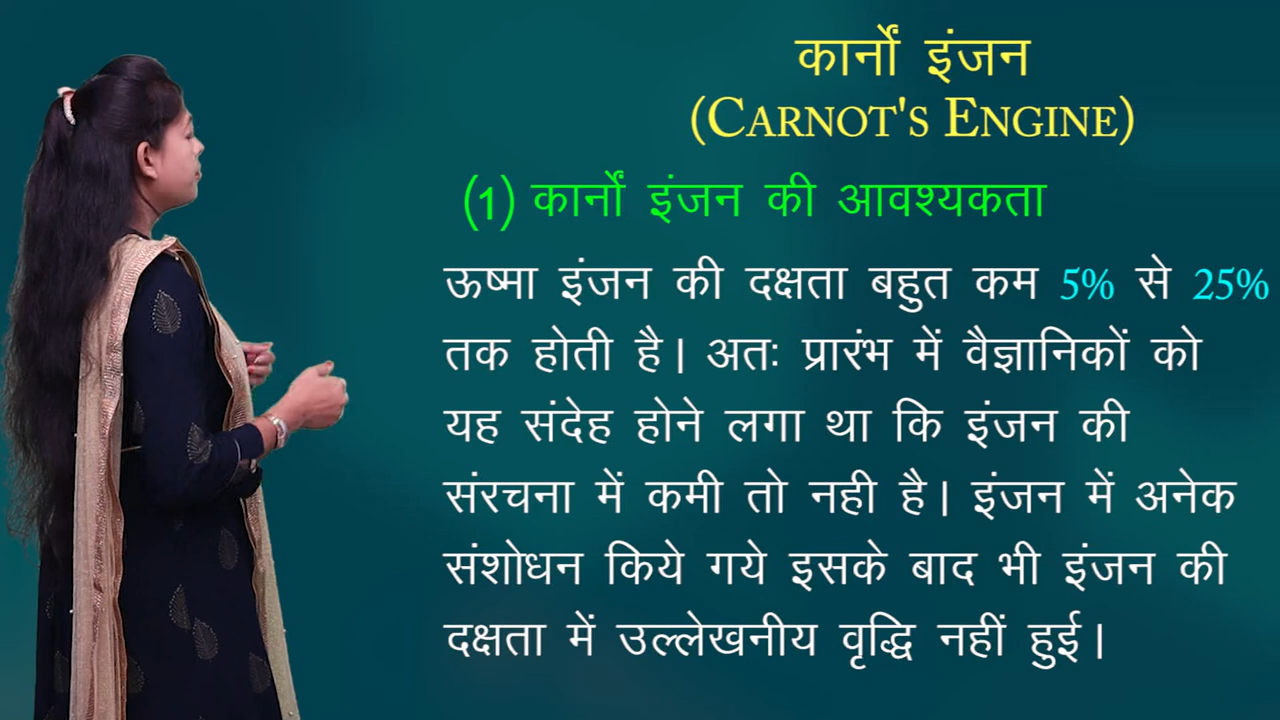 कार्नो इंजन
(CARNOT'S ENGINE)
(1) कार्नो इंजन की आवश्यकता
ऊष्मा इंजन की दक्षता बहुत कम 5% से 25%
तक होती है। अतः प्रारंभ में वैज्ञानिकों को
यह संदेह होने लगा था कि इंजन की
संरचना में कमी तो नही है। इंजन में अनेक
संशोधन किये गये इसके बाद भी इंजन की
दक्षता में उल्लेखनीय वृद्धि नहीं हुई।